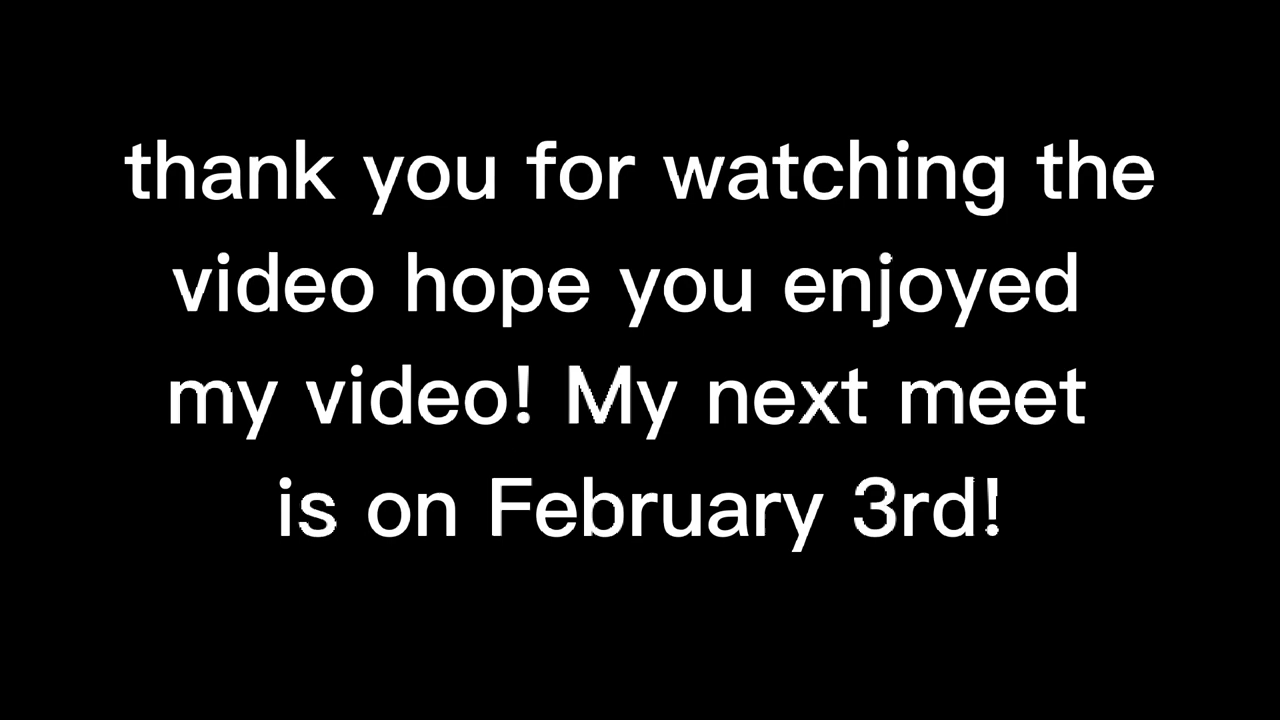 thank you for watching the
video hope you enjoyed
my video! My next meet
is on February 3rd!